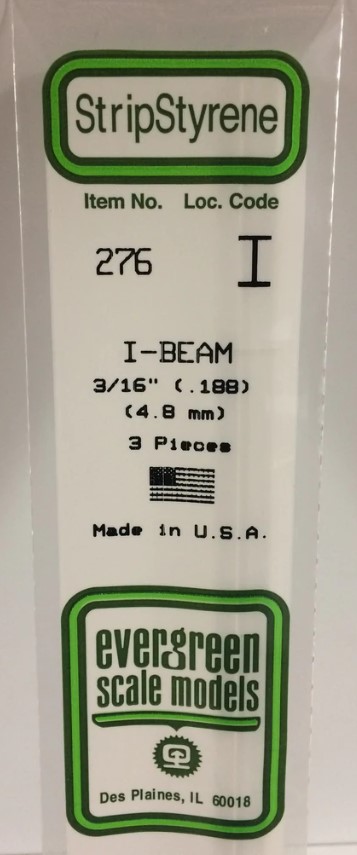 StripStyrene
Item No. Loc. Code
276 I
I-BEAM
3/16" (.188)
(4.8 mm)
3 Pieces
Made in U.S.A.
evergreen
scale models
Des Plaines, IL 60018